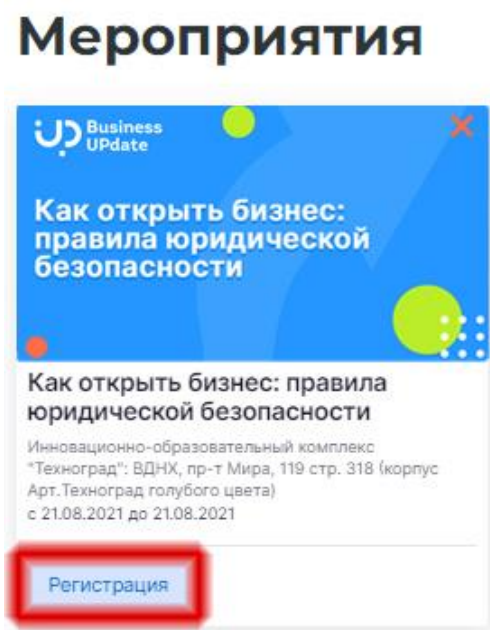 Мероприятия
Business
UPdate
Как открыть бизнес:
правила юридической
безопасности
Как открыть бизнес: правила
юридической безопасности
Инновационно-образовательный комплекс
"Техноград": ВДНХ, пр-т Мира, 119 стр. 318 (корпус
Арт.Техноград голубого цвета)
с 21.08.2021 до 21.08.2021
Регистрация